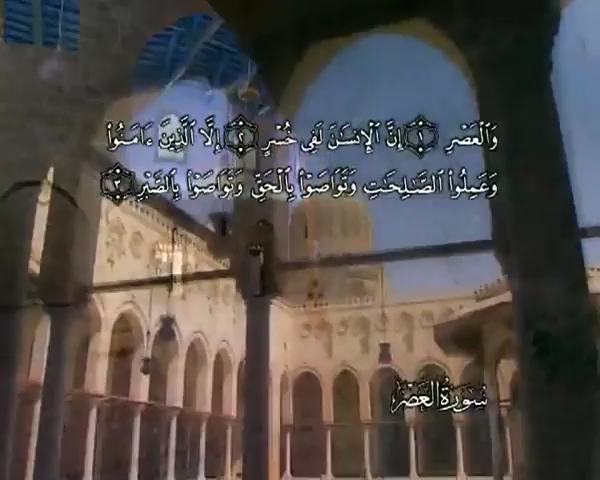 وَٱلْعَصْرِ ﴿١﴾ إِنَّ ٱلْإِنسَـٰنَ لَفِى خُسْرٍ ﴿٢﴾ إِلَّا ٱلَّذِينَ ءَامَنُوا۟
وَعَمِلُوا۟ ٱلصَّـٰلِحَـٰتِ وَتَوَاصَوْا۟ بِٱلْحَقِّ وَتَوَاصَوْا۟ بِٱلصَّبْرِ ﴿٣﴾
سُورَةُ العَصْرِ